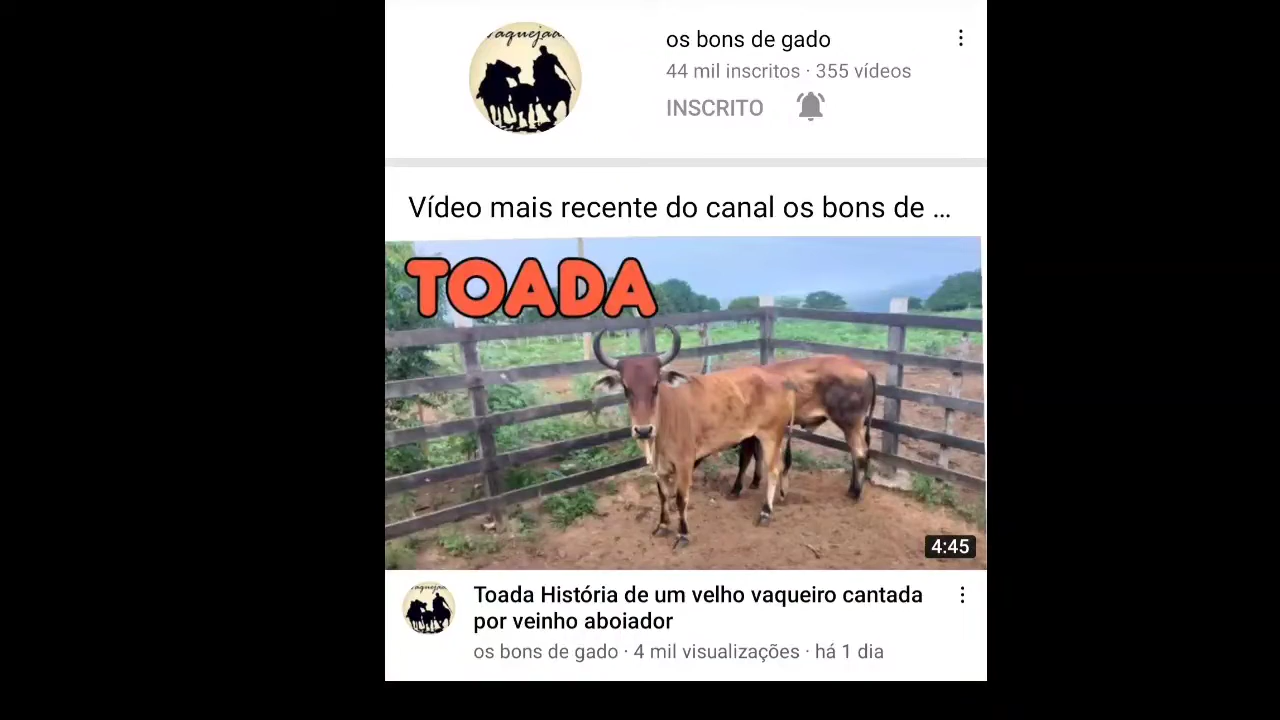 os bons de gado
44 mil inscritos · 355 vídeos
INSCRITO
Vídeo mais recente do canal os bons de ...
TOADA
4:45
Toada História de um velho vaqueiro cantada
por veinho aboiador
os bons de gado · 4 mil visualizações · há 1 dia